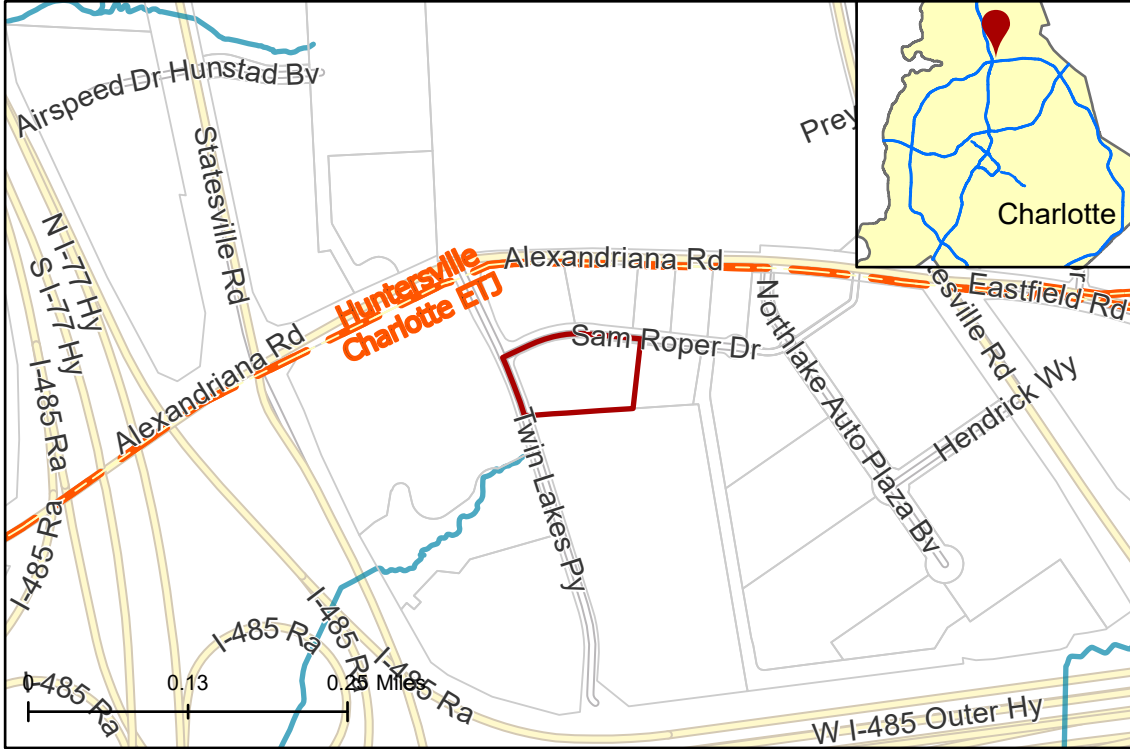 Airspeed Dr Hunstad Bv
Statesville Rd
Prey
Charlotte
N I-77 Hy
S I-77 Hy
Huntersville
Charlotte ETJ
Alexandriana Rd
Eastfield Rd
tesville Rd
Sam Roper Dr
Northlake Auto Plaza Bv
Hendrick Wy
Alexandriana Rd
I-485 Ra
Twin Lakes Py
I-485 Ra
I-485 Ra
I-485 Ra
I-485 Ra
I-485 Ra
0
0.13
0.25 Miles
W I-485 Outer Hy